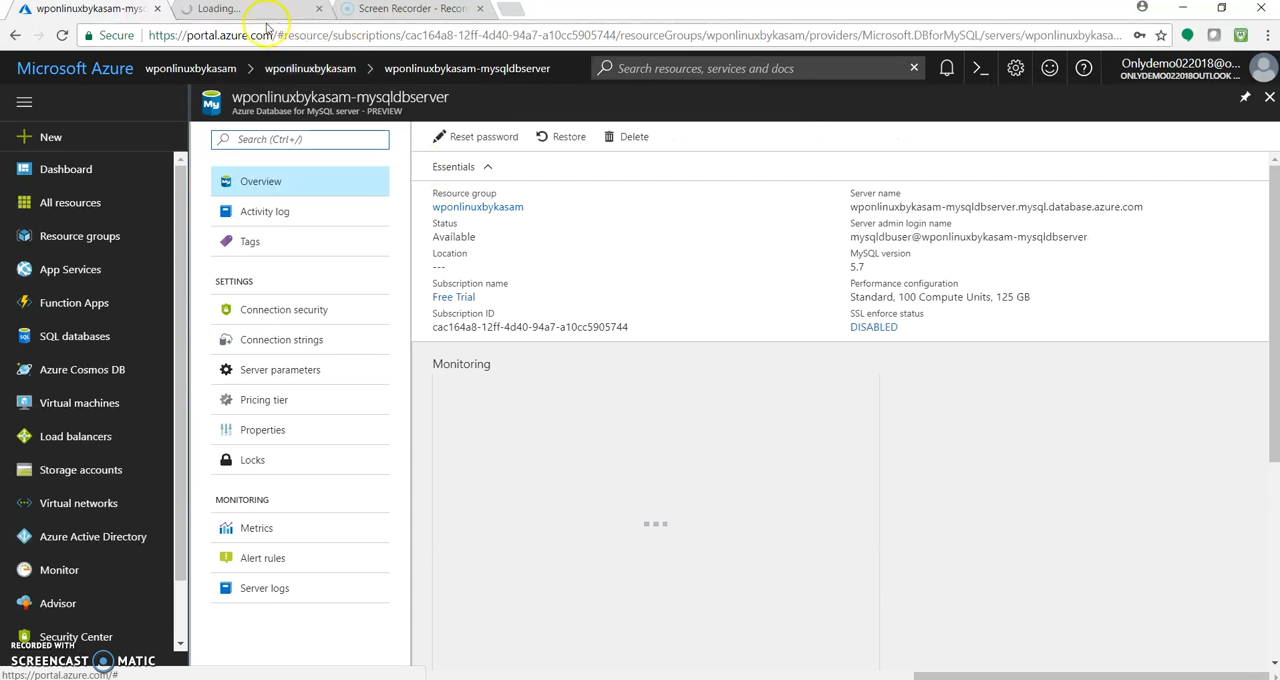 wponlinuxbykasam-mys
Loading...
Screen Recorder - Recor
Secure
https://portal.azure.com/#resource/subscriptions/cac164a8-12ff-4d40-94a7-a10cc5905744/resourceGroups/wponlinuxbykasam/providers/Microsoft.DBforMySQL/servers/wponlinuxbykasa...
Microsoft Azure wponlinuxbykasam > wponlinuxbykasam > wponlinuxbykasam-mysqldbserver
Search resources, services and docs
Onlydemo022018@o...
ONLYDEMO022018OUTLOOK ...
wponlinuxbykasam-mysqldbserver
Azure Database for MySQL server - PREVIEW
New
Dashboard
All resources
Resource groups
App Services
Function Apps
SQL databases
Azure Cosmos DB
Virtual machines
Load balancers
Storage accounts
Virtual networks
Azure Active Directory
Monitor
Advisor
Security Center
Search (Ctrl+/)
Overview
Activity log
Tags
SETTINGS
Connection security
Connection strings
Server parameters
Pricing tier
Properties
Locks
MONITORING
Metrics
Alert rules
Server logs
Reset password Restore Delete
Essentials
Resource group
wponlinuxbykasam
Status
Available
Location
---
Subscription name
Free Trial
Subscription ID
cac164a8-12ff-4d40-94a7-a10cc5905744
Server name
wponlinuxbykasam-mysqldbserver.mysql.database.azure.com
Server admin login name
mysqldbuser@wponlinuxbykasam-mysqldbserver
MySQL version
5.7
Performance configuration
Standard, 100 Compute Units, 125 GB
SSL enforce status
DISABLED
Monitoring
RECORDED WITH
SCREENCAST MATIC
https://portal.azure.com/#